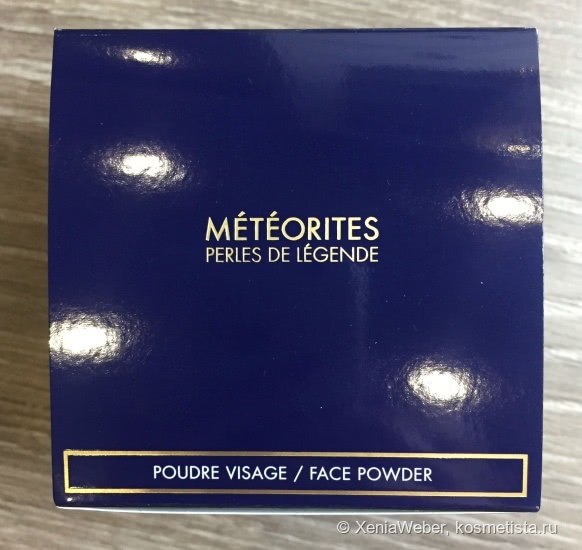 MÉTÉORITES
PERLES DE LÉGENDE
POUDRE VISAGE / FACE POWDER
© XeniaWeber, kosmetista.ru